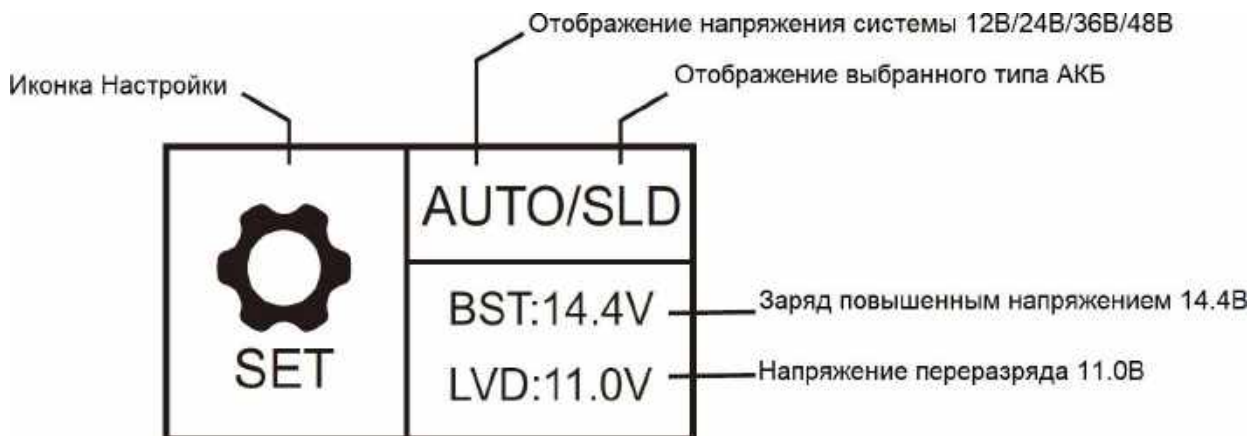 Отображение напряжения системы 12В/24В/36В/48В
Отображение выбранного типа АКБ
Иконка Настройки
AUTO/SLD
BST:14.4V
Заряд повышенным напряжением 14.4В
SET
LVD:11.0V
Напряжение переразряда 11.0В